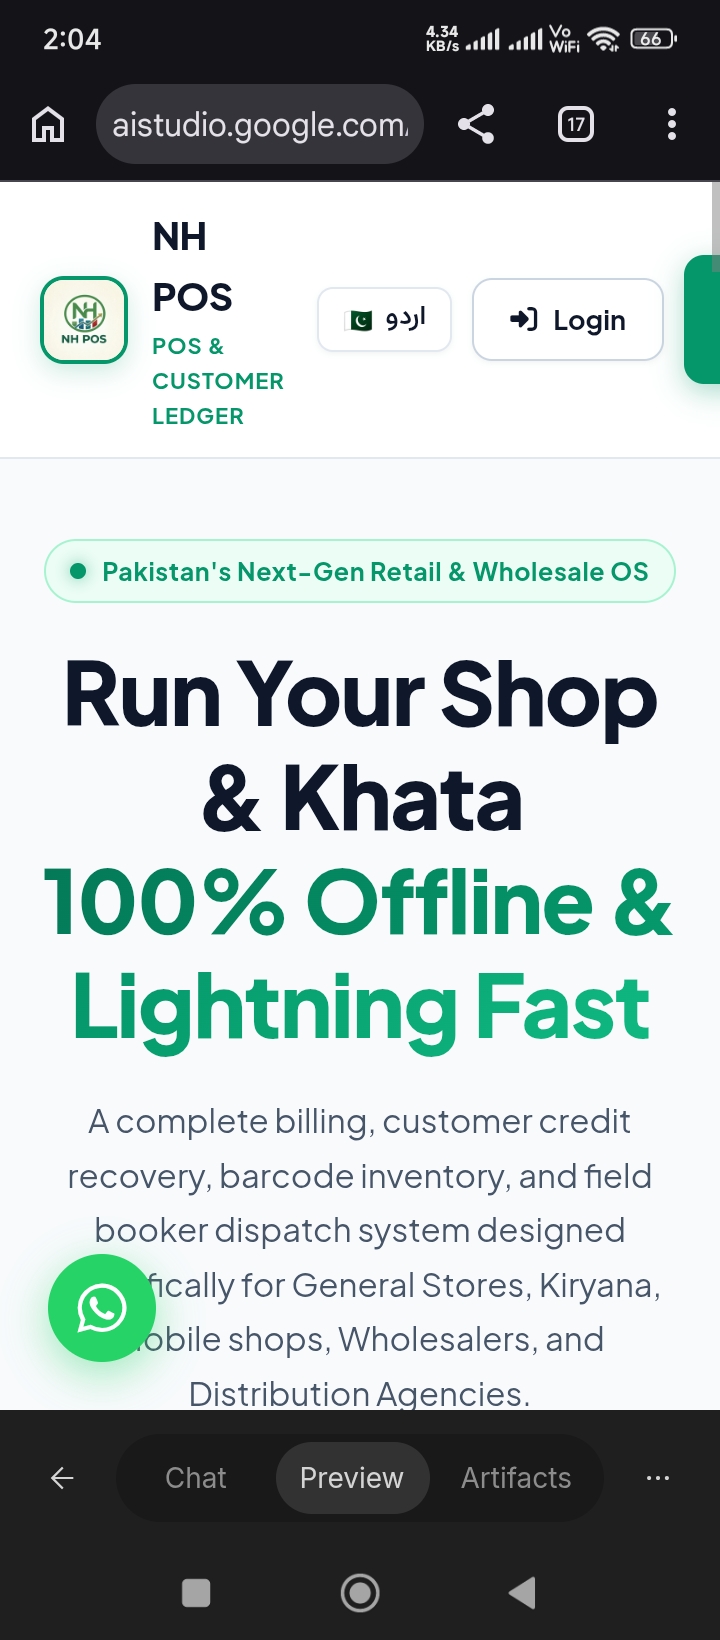 2:04
4.34
KB/s
Vo
WiFi
66
aistudio.google.com/
17
NH
POS
POS &
CUSTOMER
LEDGER
NH
NH POS
اردو
Login
Pakistan's Next-Gen Retail & Wholesale OS
Run Your Shop
& Khata
100% Offline &
Lightning Fast
A complete billing, customer credit
recovery, barcode inventory, and field
booker dispatch system designed
fically for General Stores, Kiryana,
obile shops, Wholesalers, and
Distribution Agencies.
Chat
Preview
Artifacts